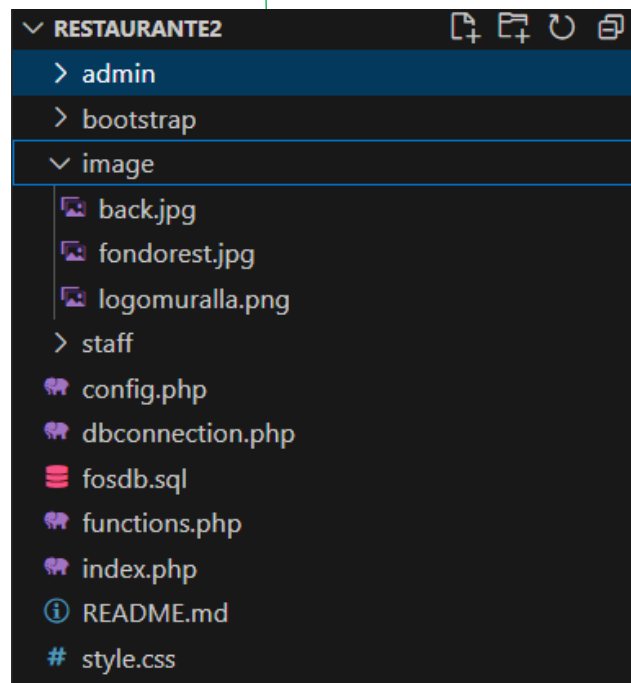 RESTAURANTE2
admin
bootstrap
image
back.jpg
fondorest.jpg
logomuralla.png
staff
config.php
dbconnection.php
fosdb.sql
functions.php
index.php
README.md
# style.css